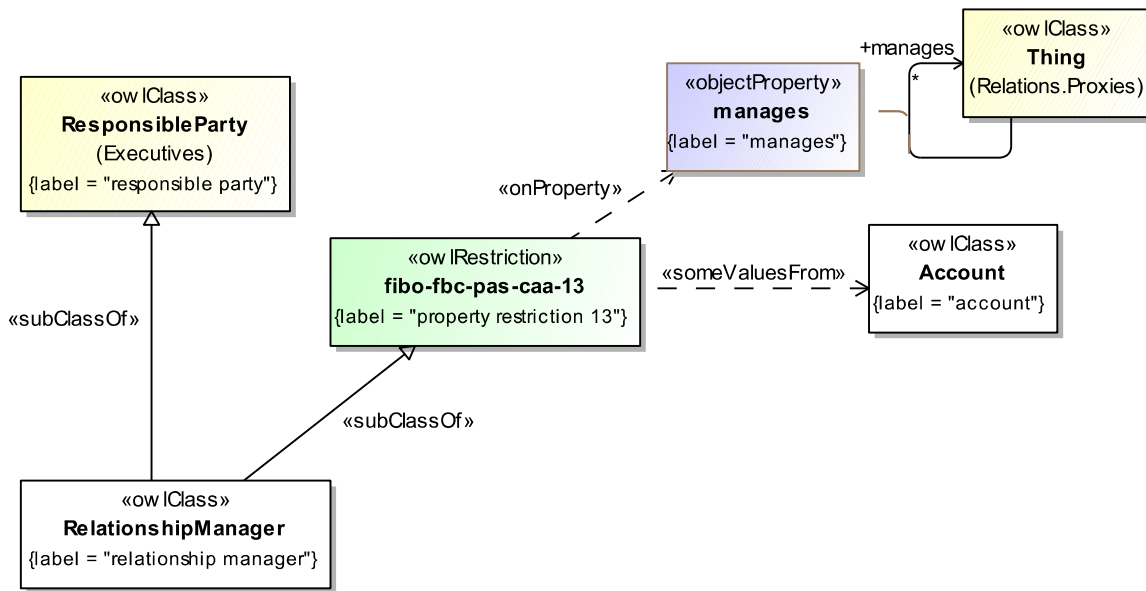 «owlClass»
Thing
(Relations.Proxies)
+manages
*
«objectProperty»
manages
{label = "manages"}
«owlClass»
ResponsibleParty
(Executives)
{label = "responsible party"}
«onProperty»
«owlRestriction»
fibo-fbc-pas-caa-13
{label = "property restriction 13"}
«someValuesFrom»
«owlClass»
Account
{label = "account"}
«subClassOf»
«subClassOf»
«owlClass»
RelationshipManager
{label = "relationship manager"}